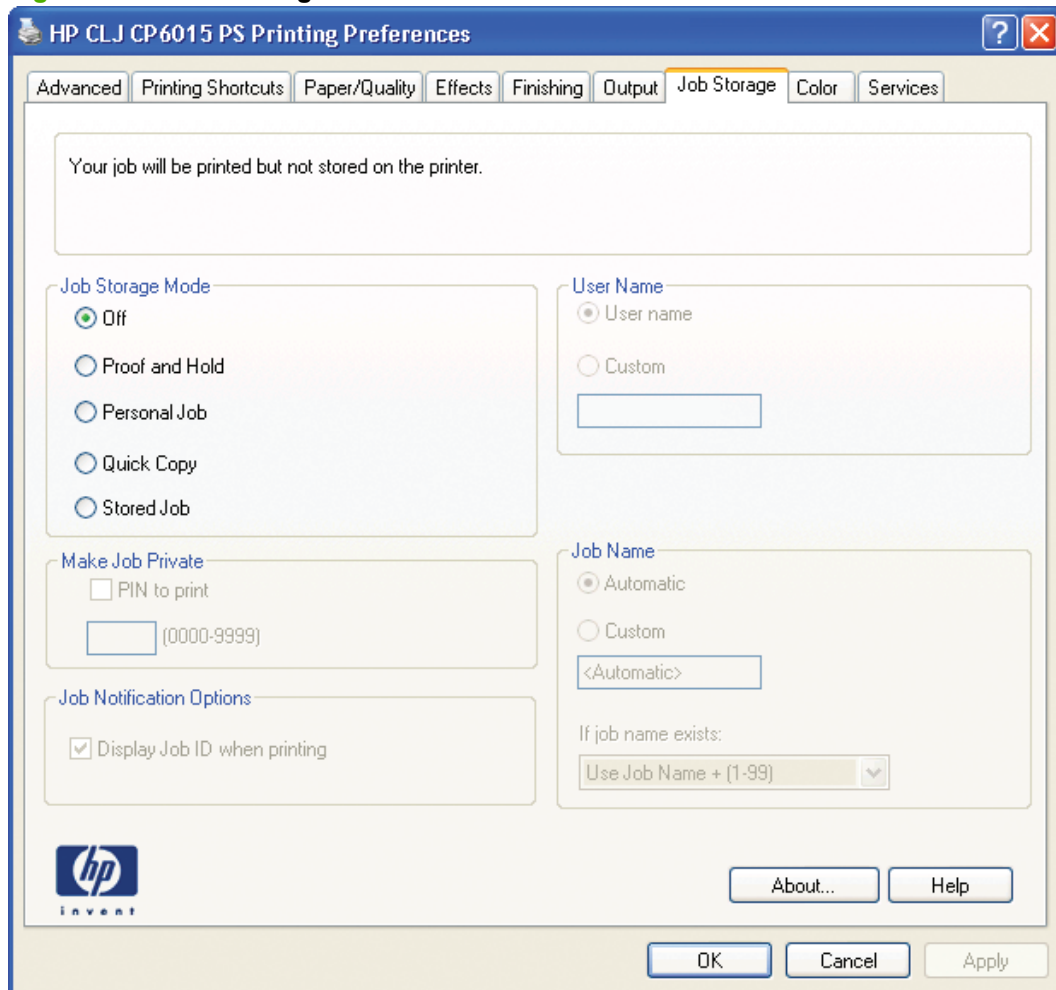 HP CLJ CP6015 PS Printing Preferences
Advanced Printing Shortcuts Paper/Quality Effects Finishing Output Job Storage Color Services
Your job will be printed but not stored on the printer.
Job Storage Mode
Off
Proof and Hold
Personal Job
Quick Copy
Stored Job
User Name
User name
Custom
Make Job Private
PIN to print
(0000-9999)
Job Notification Options
Display Job ID when printing
Job Name
Automatic
Custom
<Automatic>
If job name exists:
Use Job Name + (1-99)
hp
invent
About...
Help
OK
Cancel
Apply